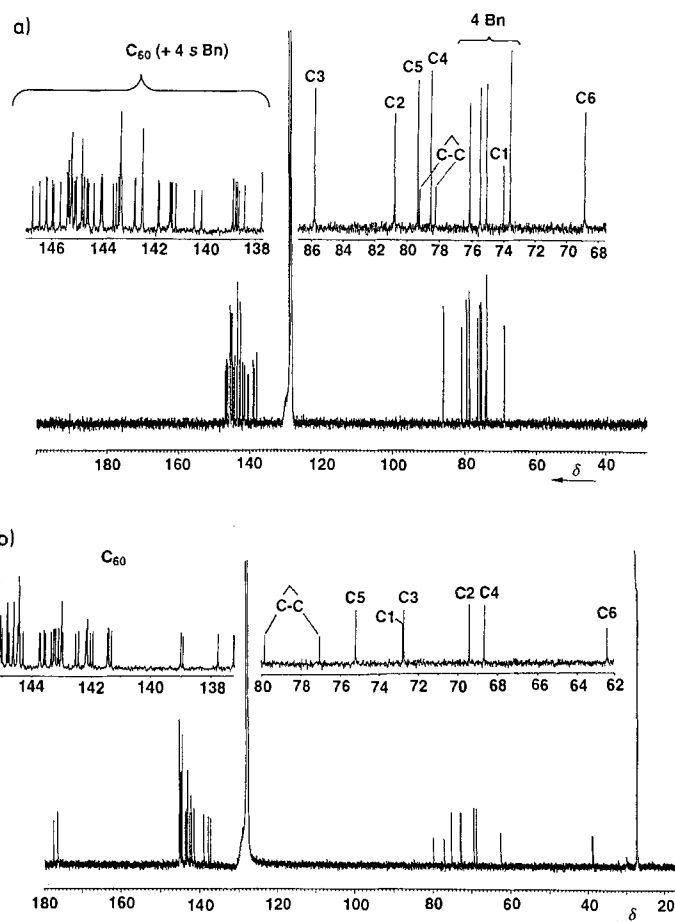 a)
C60 (+ 4 s Bn)
4 Bn
C3
C2
C5
C4
C-C
C1
C6
146 144 142 140 138
86 84 82 80 78 76 74 72 70 68
180 160 140 120 100 80 60 40
δ
b)
C60
C-C
C5
C1
C3
C2
C4
C6
144 142 140 138
80 78 76 74 72 70 68 66 64 62
180 160 140 120 100 80 60 40 20
δ